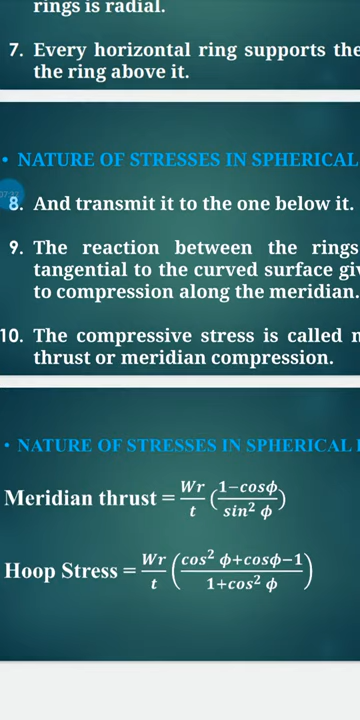 rings is radial.
7. Every horizontal ring supports the
the ring above it.
• NATURE OF STRESSES IN SPHERICAL
8. And transmit it to the one below it.
9. The reaction between the rings
tangential to the curved surface giv
to compression along the meridian.
10. The compressive stress is called m
thrust or meridian compression.
• NATURE OF STRESSES IN SPHERICAL
Meridian thrust = Wr/t ((1−cosϕ)/(sin² ϕ))
Hoop Stress = Wr/t ((cos² ϕ+cosϕ−1)/(1+cos² ϕ))